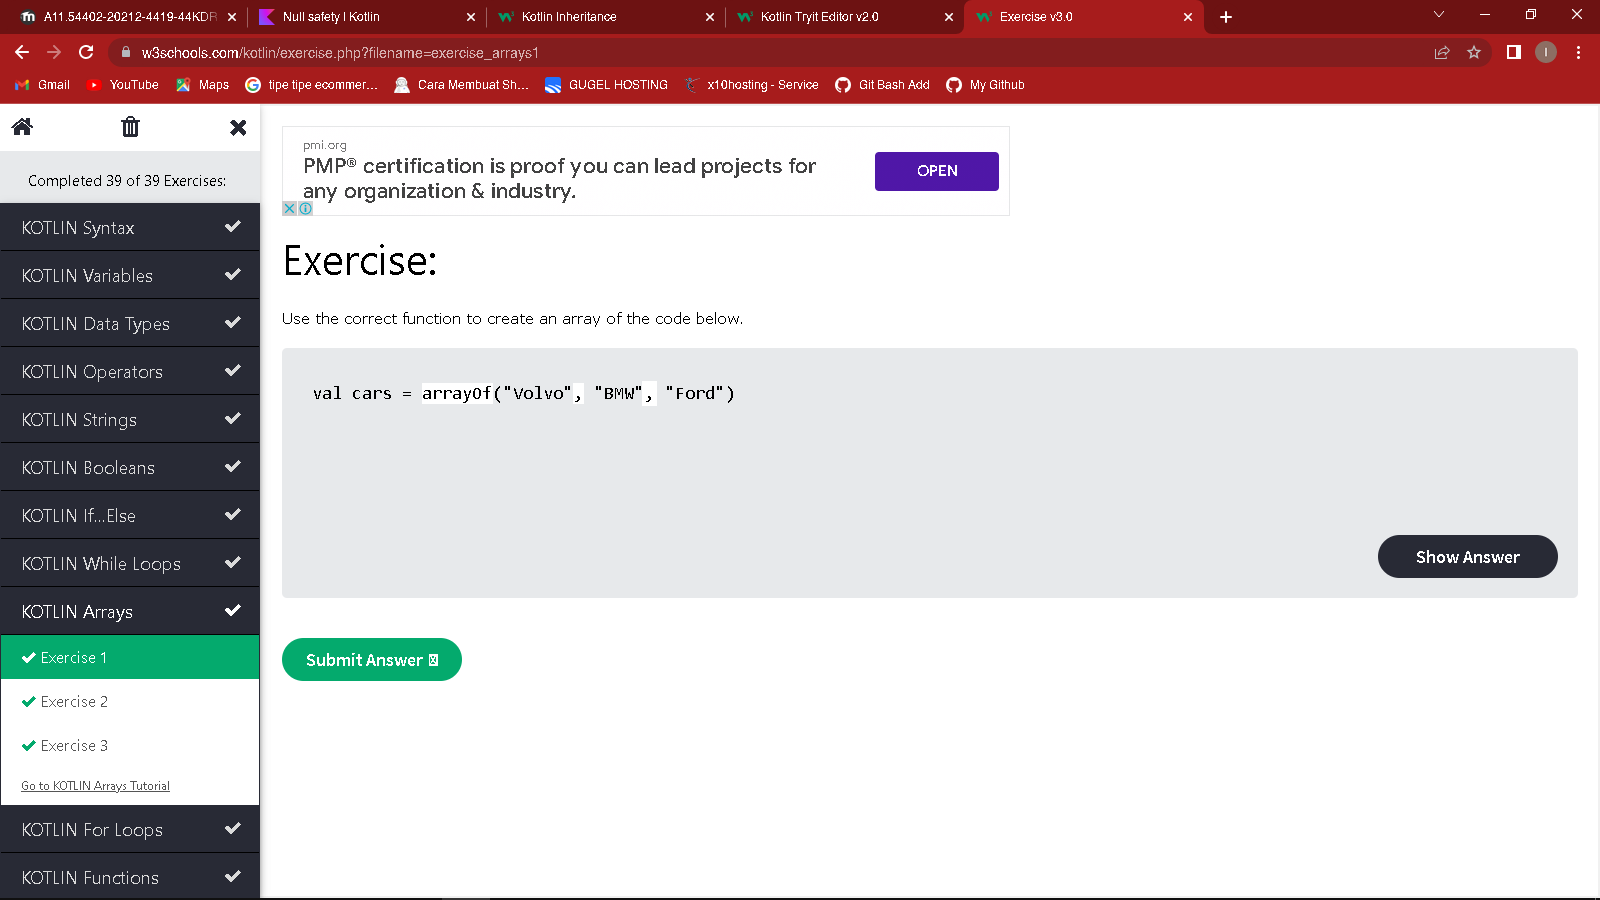 A11.54402-20212-4419-44KDR
Null safety | Kotlin
Kotlin Inheritance
Kotlin Tryit Editor v2.0
Exercise v3.0
w3schools.com/kotlin/exercise.php?filename=exercise_arrays1
I
Gmail
YouTube
Maps
tipe tipe ecommer...
Cara Membuat Sh...
GUGEL HOSTING
x10hosting - Service
Git Bash Add
My Github
Completed 39 of 39 Exercises:
KOTLIN Syntax
KOTLIN Variables
KOTLIN Data Types
KOTLIN Operators
KOTLIN Strings
KOTLIN Booleans
KOTLIN If...Else
KOTLIN While Loops
KOTLIN Arrays
Exercise 1
Exercise 2
Exercise 3
Go to KOTLIN Arrays Tutorial
KOTLIN For Loops
KOTLIN Functions
pmi.org
PMP® certification is proof you can lead projects for
any organization & industry.
OPEN
Exercise:
Use the correct function to create an array of the code below.
val cars = arrayOf("Volvo", "BMW", "Ford")
Show Answer
Submit Answer